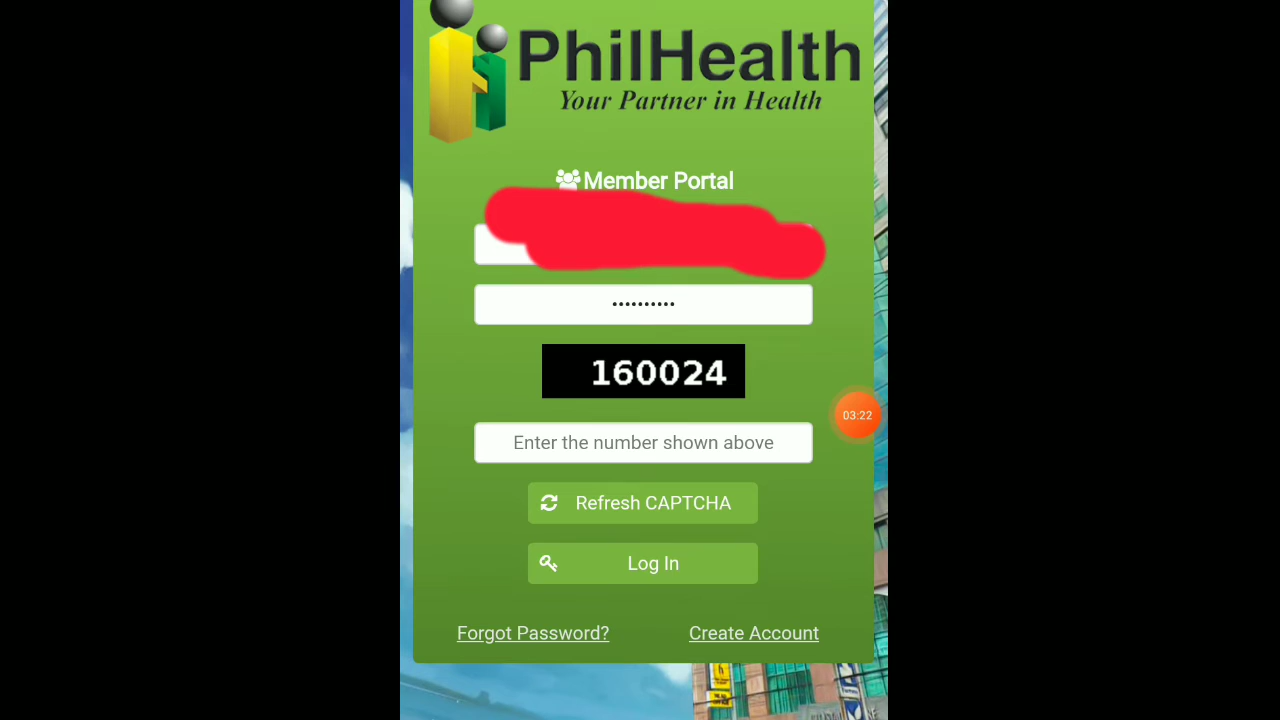 PhilHealth
Your Partner in Health
Member Portal
••••••••••
160024
03:22
Enter the number shown above
Refresh CAPTCHA
Log In
Forgot Password?
Create Account